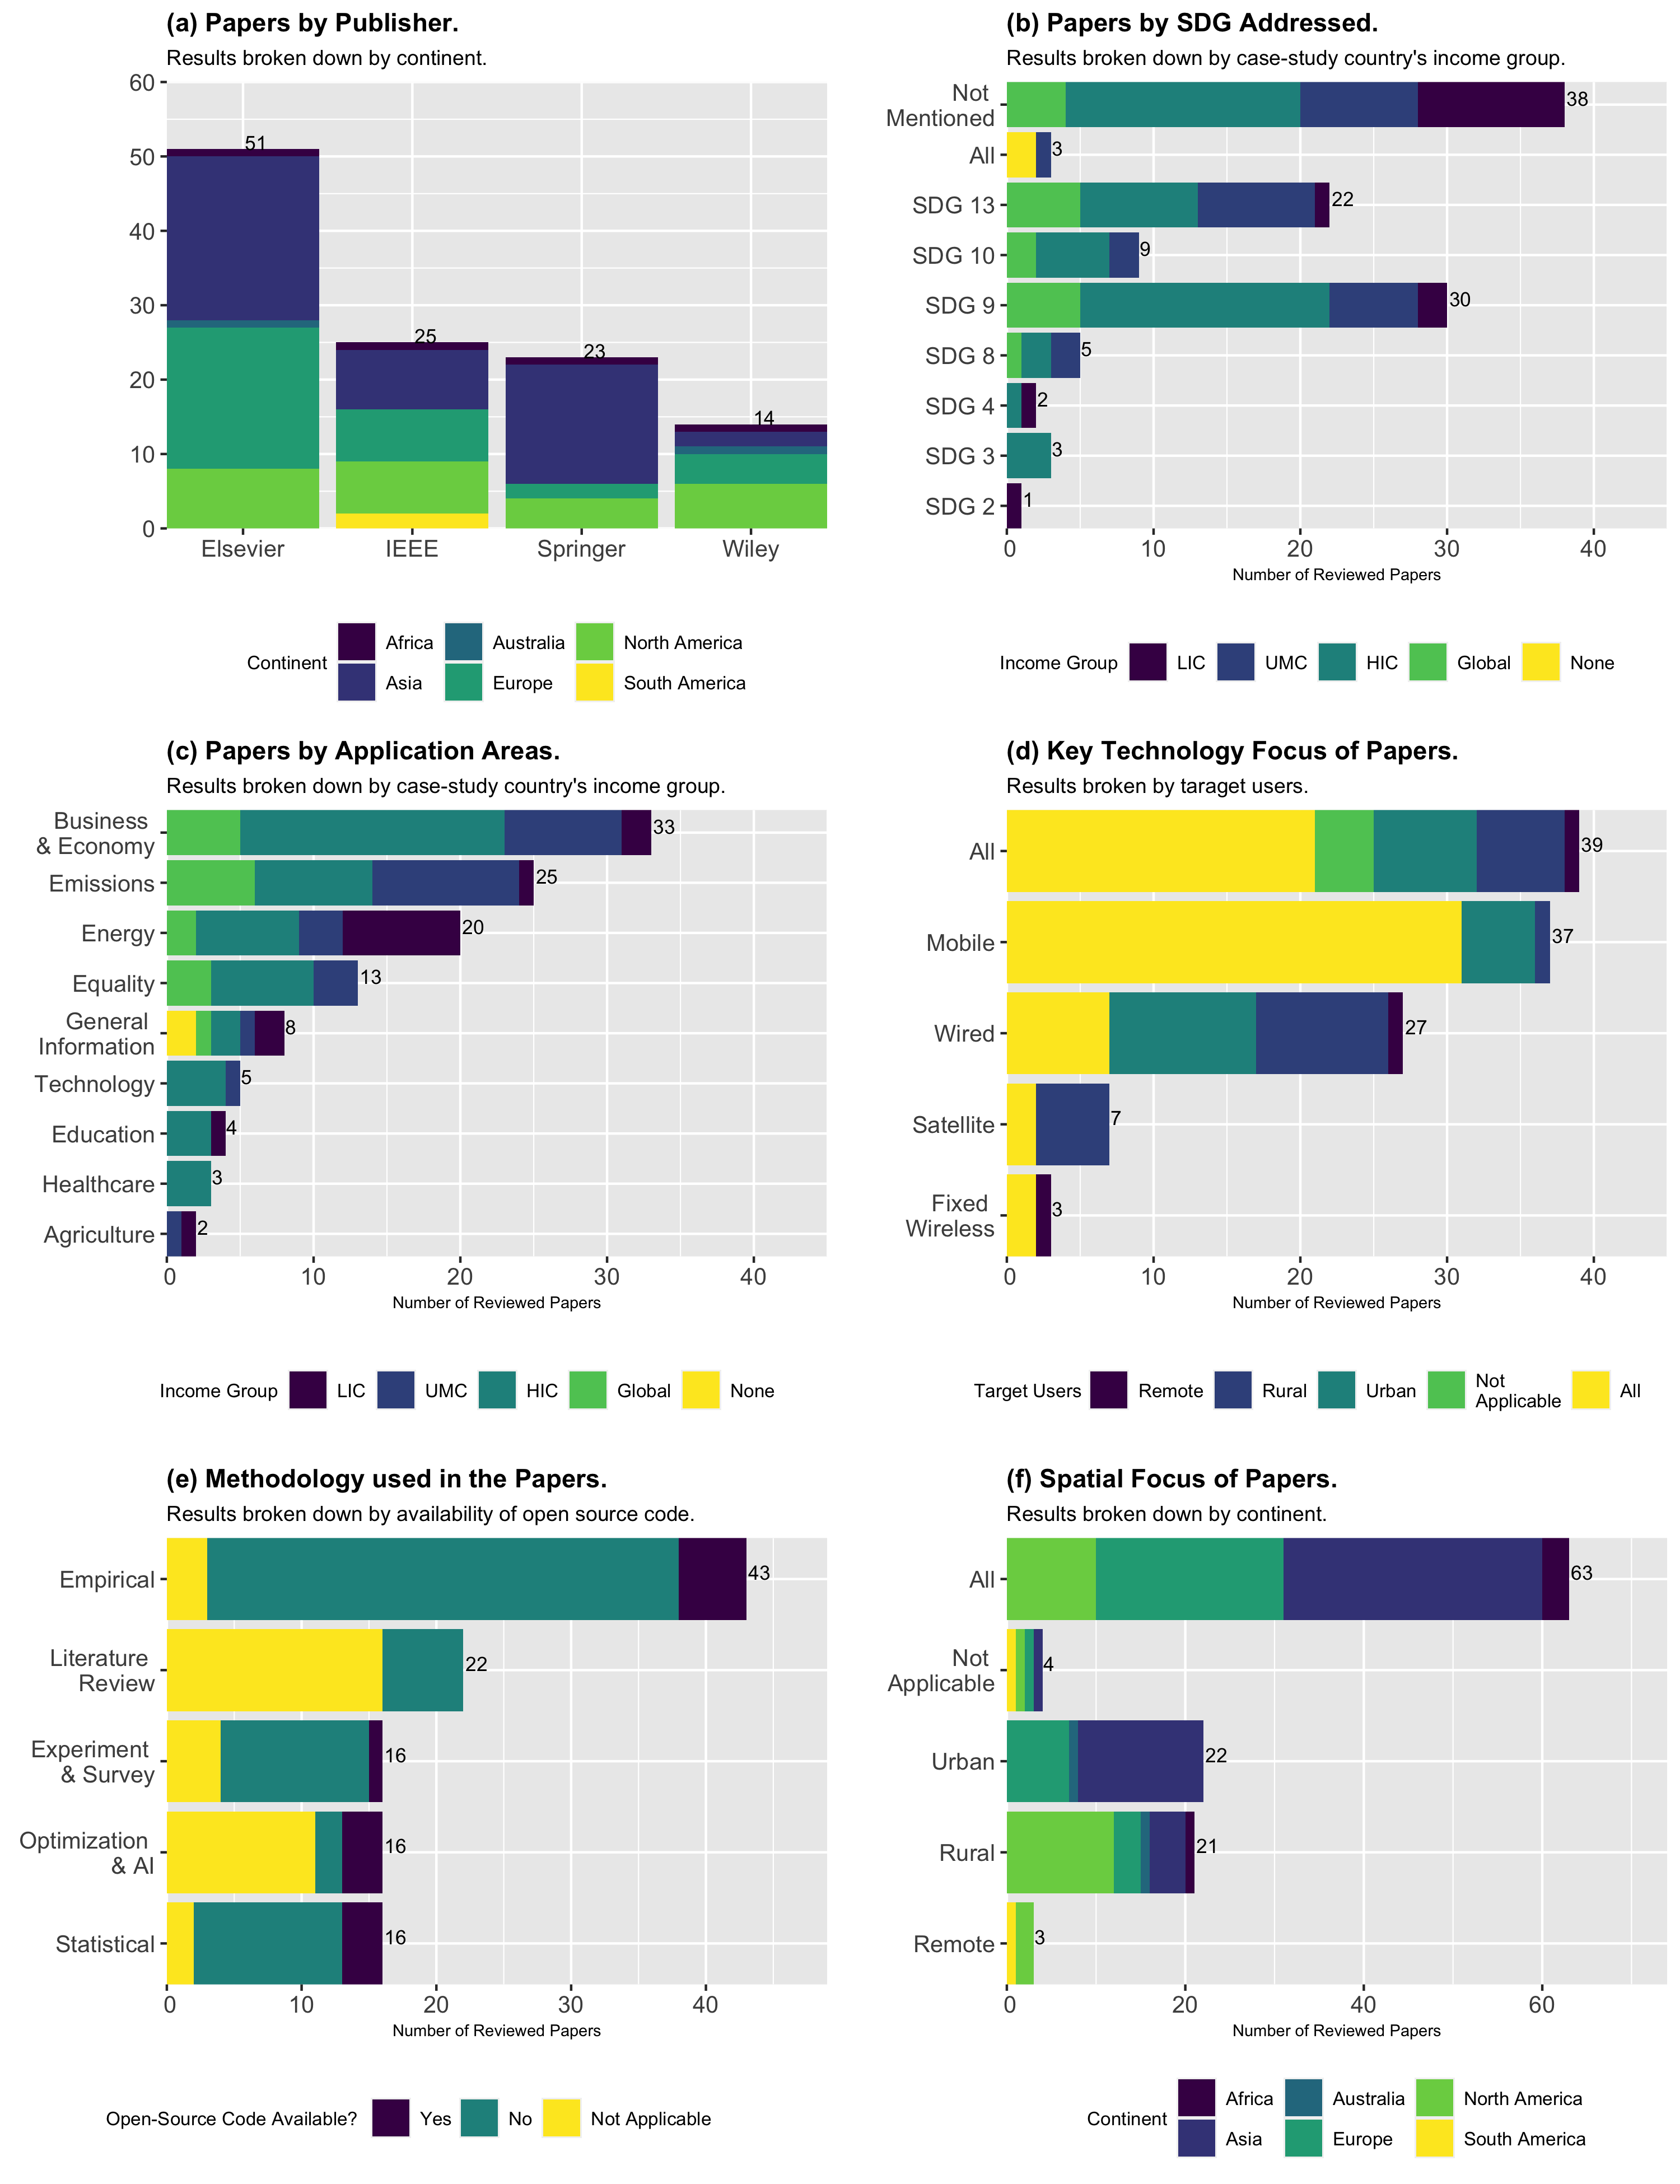 (a) Papers by Publisher.
Results broken down by continent.
60
50
40
30
20
10
0
51
25
23
14
Elsevier
IEEE
Springer
Wiley
Continent
Africa
Australia
North America
Asia
Europe
South America
(b) Papers by SDG Addressed.
Results broken down by case-study country's income group.
Not
Mentioned
38
All
3
SDG 13
22
SDG 10
9
SDG 9
30
SDG 8
5
SDG 4
2
SDG 3
3
SDG 2
1
0
10
20
30
40
Number of Reviewed Papers
Income Group
LIC
UMC
HIC
Global
None
(c) Papers by Application Areas.
Results broken down by case-study country's income group.
Business
& Economy
33
Emissions
25
Energy
20
Equality
13
General
Information
8
Technology
5
Education
4
Healthcare
3
Agriculture
2
0
10
20
30
40
Number of Reviewed Papers
Income Group
LIC
UMC
HIC
Global
None
(d) Key Technology Focus of Papers.
Results broken by taraget users.
All
39
Mobile
37
Wired
27
Satellite
7
Fixed
Wireless
3
0
10
20
30
40
Number of Reviewed Papers
Target Users
Remote
Rural
Urban
Not
Applicable
All
(e) Methodology used in the Papers.
Results broken down by availability of open source code.
Empirical
43
Literature
Review
22
Experiment
& Survey
16
Optimization
& AI
16
Statistical
16
0
10
20
30
40
Number of Reviewed Papers
Open-Source Code Available?
Yes
No
Not Applicable
(f) Spatial Focus of Papers.
Results broken down by continent.
All
63
Not
Applicable
4
Urban
22
Rural
21
Remote
3
0
20
40
60
Number of Reviewed Papers
Continent
Africa
Australia
North America
Asia
Europe
South America